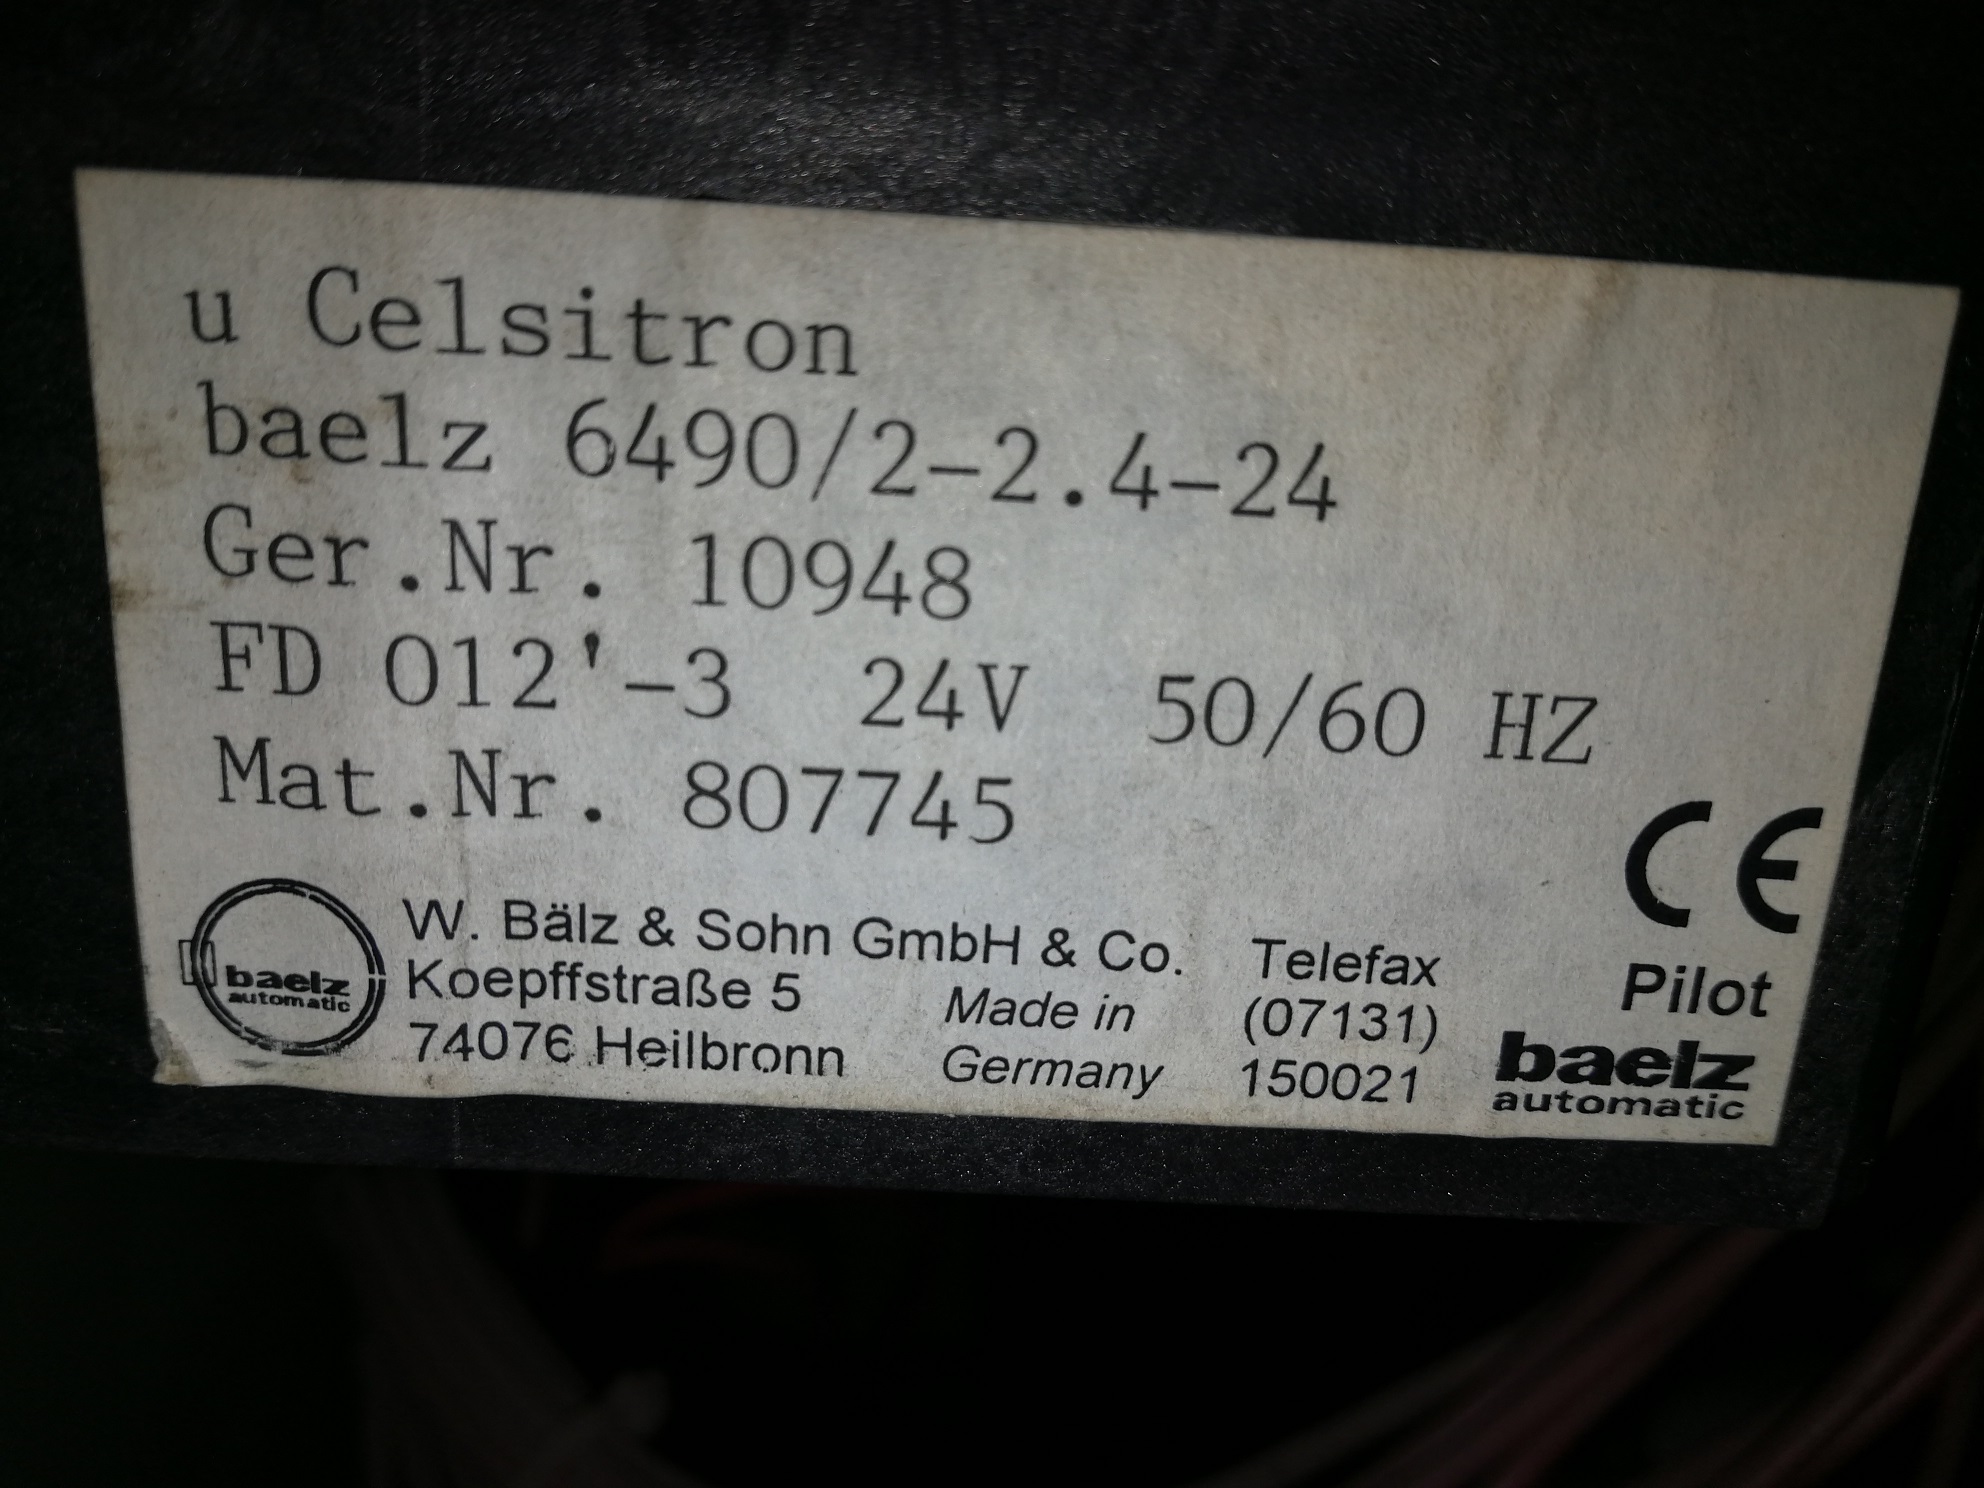 u Celsitron
baelz 6490/2-2.4-24
Ger.Nr. 10948
FD 012'-3 24V 50/60 HZ
Mat.Nr. 807745
CE
baelz
automatic
W. Bälz & Sohn GmbH & Co.
Koepffstraße 5
74076 Heilbronn
Made in
Germany
Telefax
(07131)
150021
Pilot
baelz
automatic